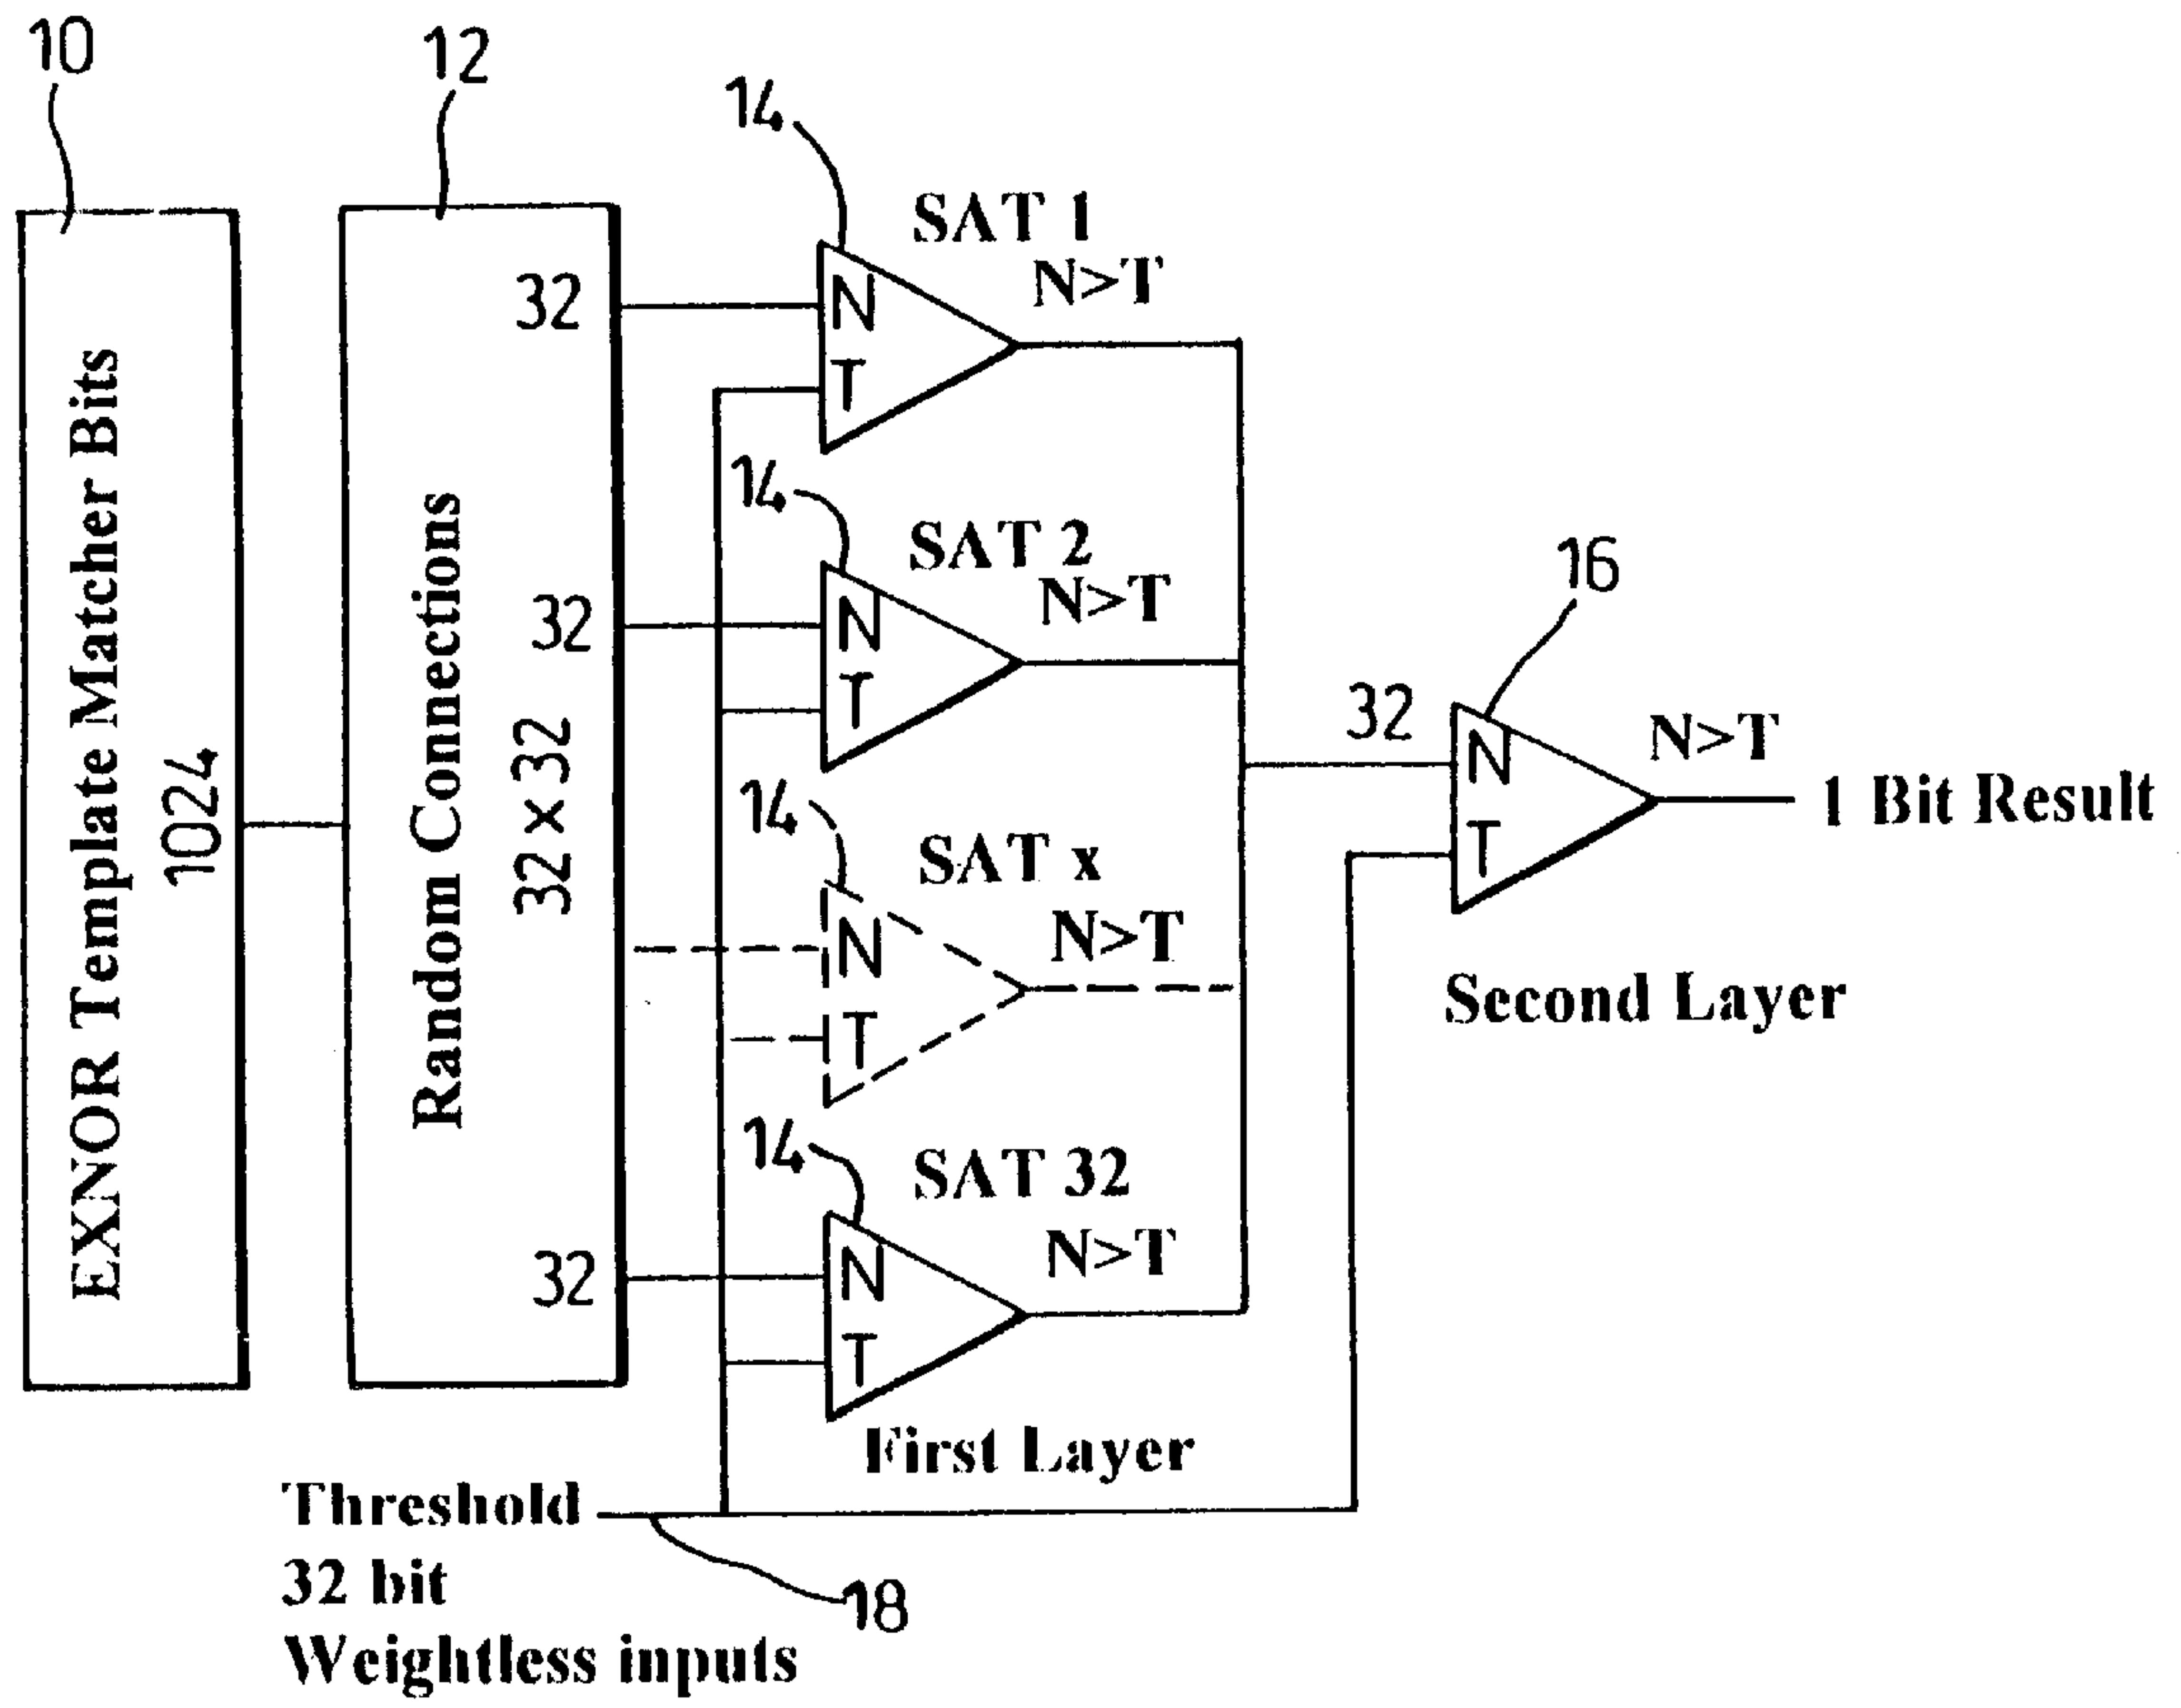 10
12
14
SAT 1
N>T
32
N
T
EXNOR Template Matcher Bits
1024
Random Connections
32 x 32
14
SAT 2
N>T
32
N
T
16
32
N>T
N
T
1 Bit Result
14
SAT x
N>T
N
T
Second Layer
14
SAT 32
N>T
32
N
T
First Layer
Threshold
32 bit
Weightless inputs
18